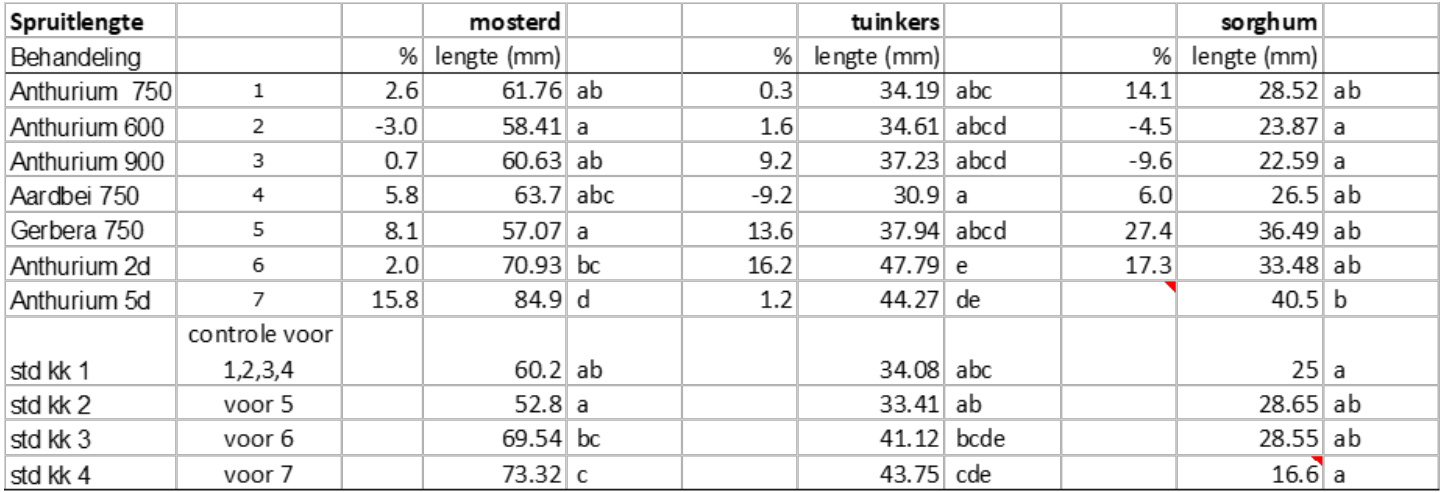 Spruitlengte mosterd tuinkers sorghum
Behandeling % lengte (mm) % lengte (mm) % lengte (mm)
Anthurium 750 1 2.6 61.76 ab 0.3 34.19 abc 14.1 28.52 ab
Anthurium 600 2 -3.0 58.41 a 1.6 34.61 abcd -4.5 23.87 a
Anthurium 900 3 0.7 60.63 ab 9.2 37.23 abcd -9.6 22.59 a
Aardbei 750 4 5.8 63.7 abc -9.2 30.9 a 6.0 26.5 ab
Gerbera 750 5 8.1 57.07 a 13.6 37.94 abcd 27.4 36.49 ab
Anthurium 2d 6 2.0 70.93 bc 16.2 47.79 e 17.3 33.48 ab
Anthurium 5d 7 15.8 84.9 d 1.2 44.27 de 40.5 b
controle voor
std kk 1 1,2,3,4 60.2 ab 34.08 abc 25 a
std kk 2 voor 5 52.8 a 33.41 ab 28.65 ab
std kk 3 voor 6 69.54 bc 41.12 bcde 28.55 ab
std kk 4 voor 7 73.32 c 43.75 cde 16.6 a